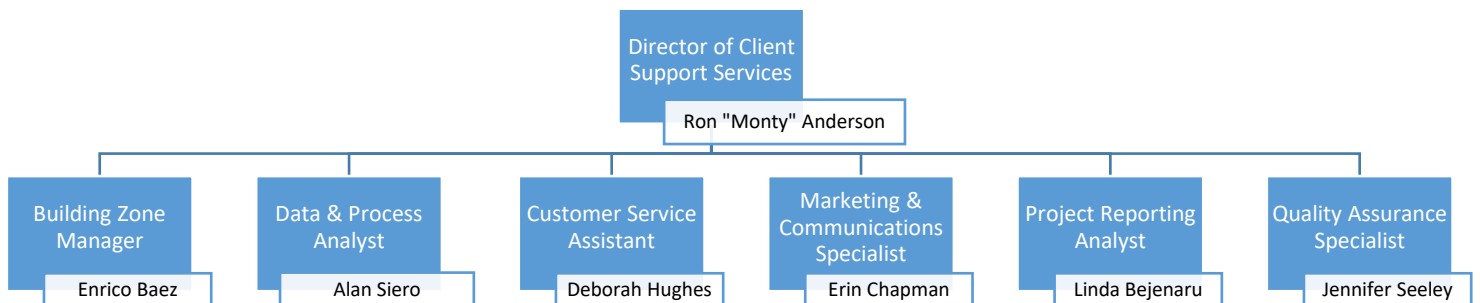 Director of Client
Support Services
Ron "Monty" Anderson
Building Zone
Manager
Enrico Baez
Data & Process
Analyst
Alan Siero
Customer Service
Assistant
Deborah Hughes
Marketing &
Communications
Specialist
Erin Chapman
Project Reporting
Analyst
Linda Bejenaru
Quality Assurance
Specialist
Jennifer Seeley